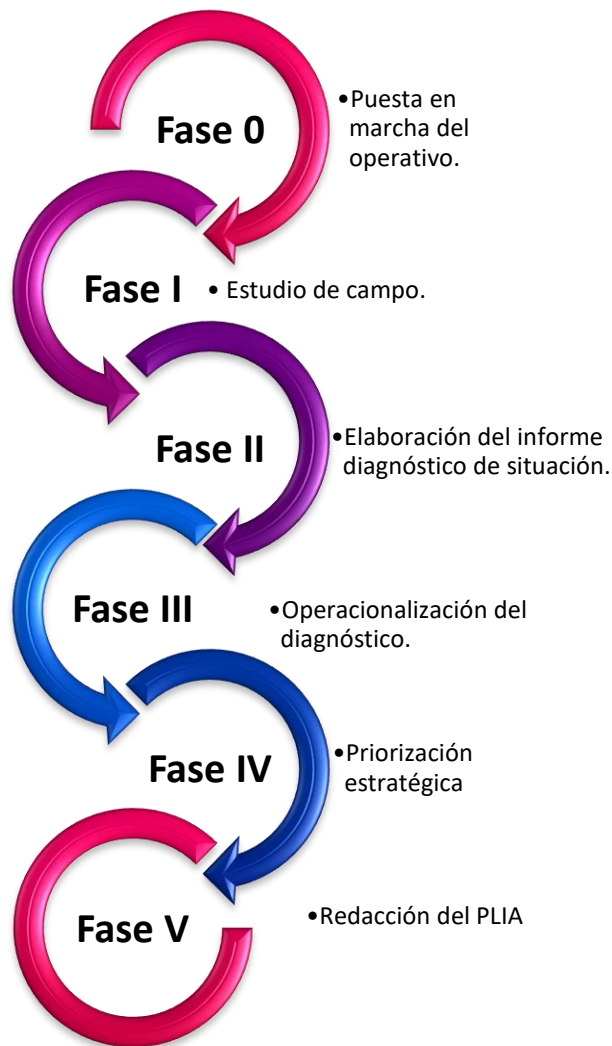 Fase 0
•Puesta en
marcha del
operativo.
Fase I
• Estudio de campo.
Fase II
•Elaboración del informe
diagnóstico de situación.
Fase III
•Operacionalización del
diagnóstico.
Fase IV
•Priorización
estratégica
Fase V
•Redacción del PLIA